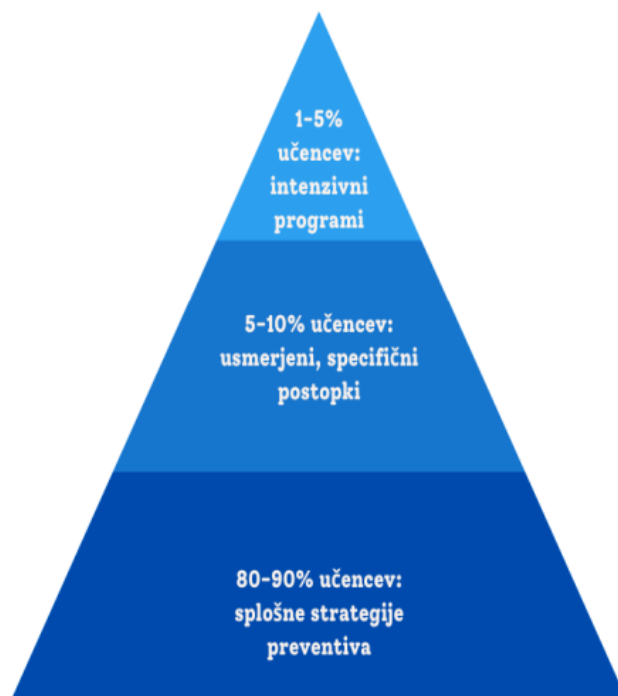 1-5%
učencev:
intenzivni
programi
5-10% učencev:
usmerjeni, specifični
postopki
80-90% učencev:
splošne strategije
preventiva